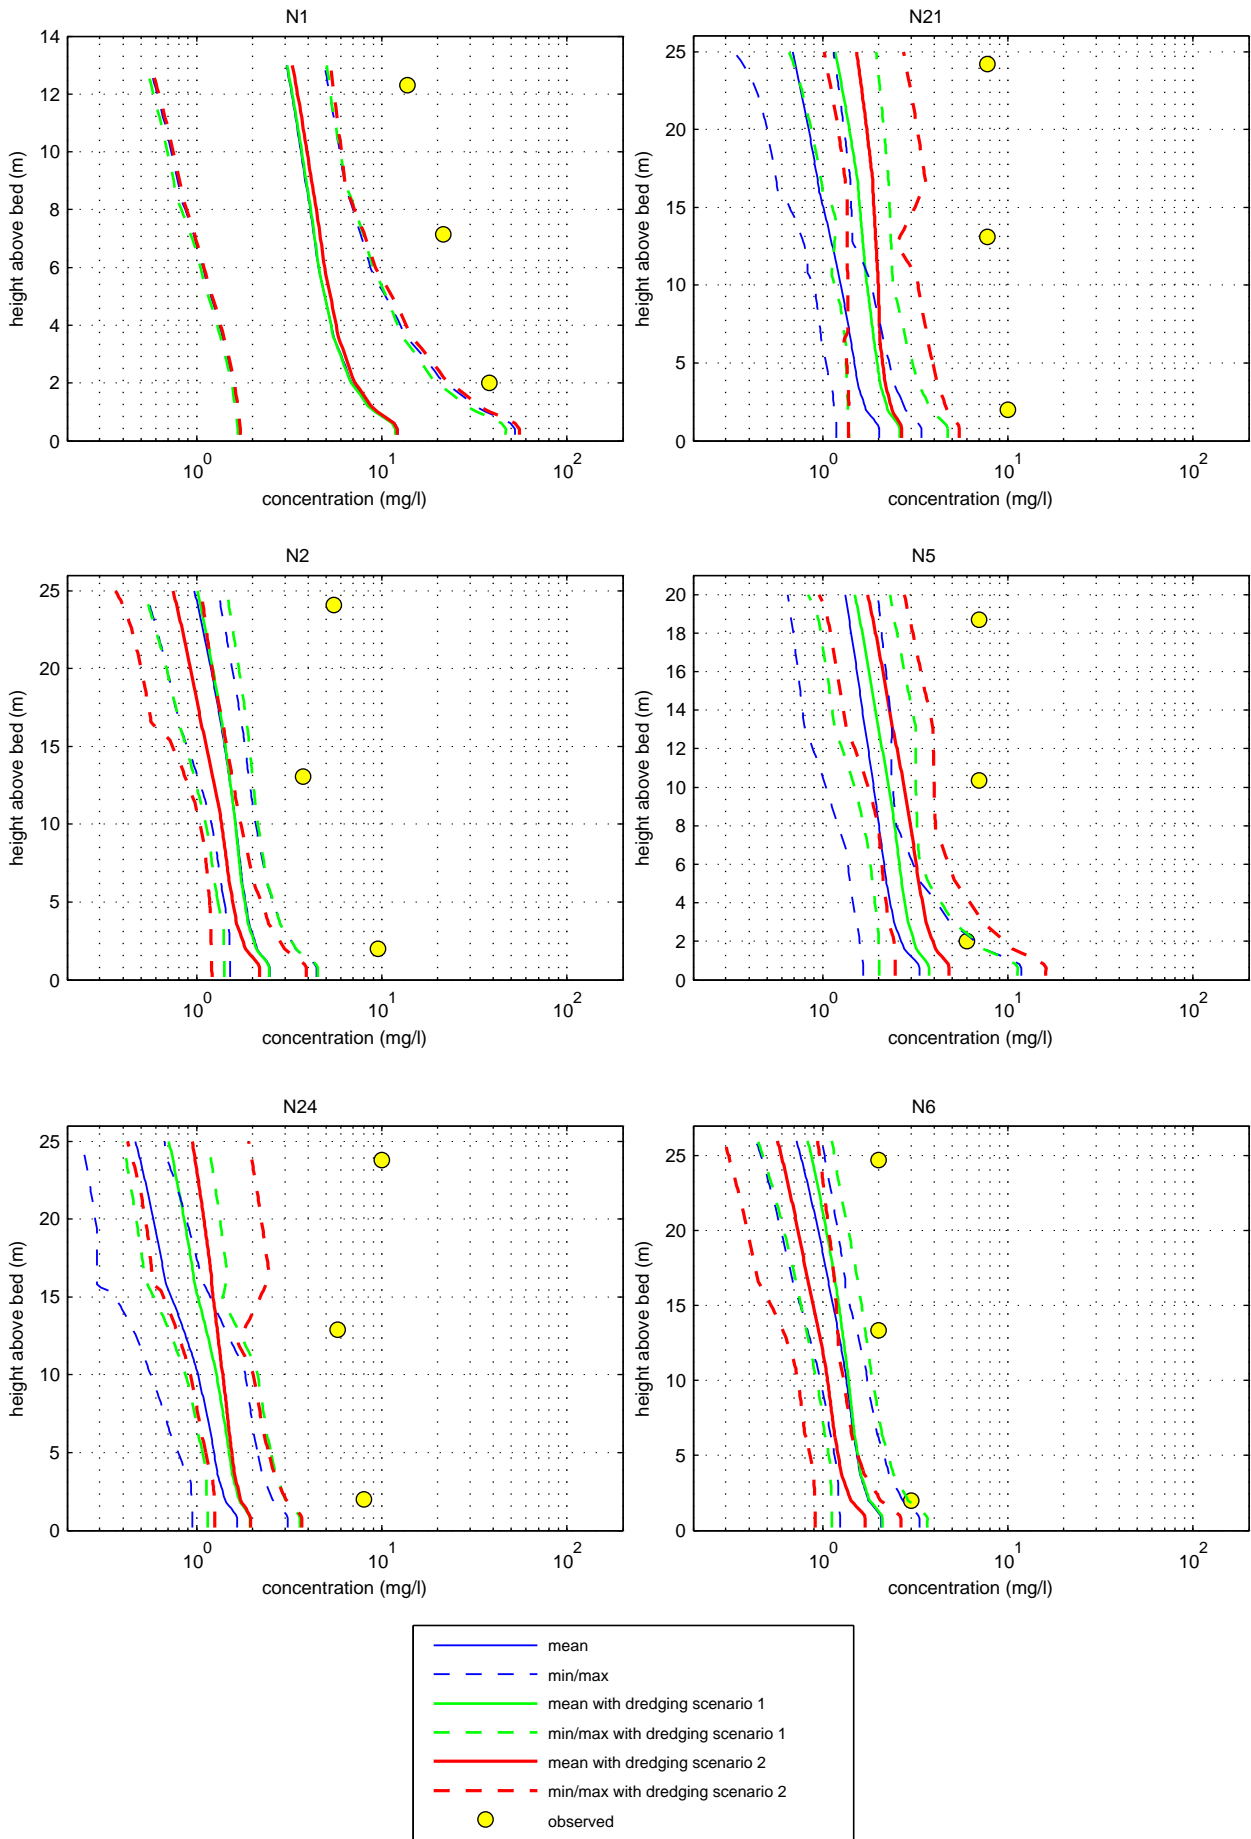 N1
14
12
10
8
6
4
2
0
height above bed (m)
10^0
10^1
10^2
concentration (mg/l)
N21
25
20
15
10
5
0
height above bed (m)
10^0
10^1
10^2
concentration (mg/l)
N2
25
20
15
10
5
0
height above bed (m)
10^0
10^1
10^2
concentration (mg/l)
N5
20
18
16
14
12
10
8
6
4
2
0
height above bed (m)
10^0
10^1
10^2
concentration (mg/l)
N24
25
20
15
10
5
0
height above bed (m)
10^0
10^1
10^2
concentration (mg/l)
N6
25
20
15
10
5
0
height above bed (m)
10^0
10^1
10^2
concentration (mg/l)
mean
min/max
mean with dredging scenario 1
min/max with dredging scenario 1
mean with dredging scenario 2
min/max with dredging scenario 2
observed